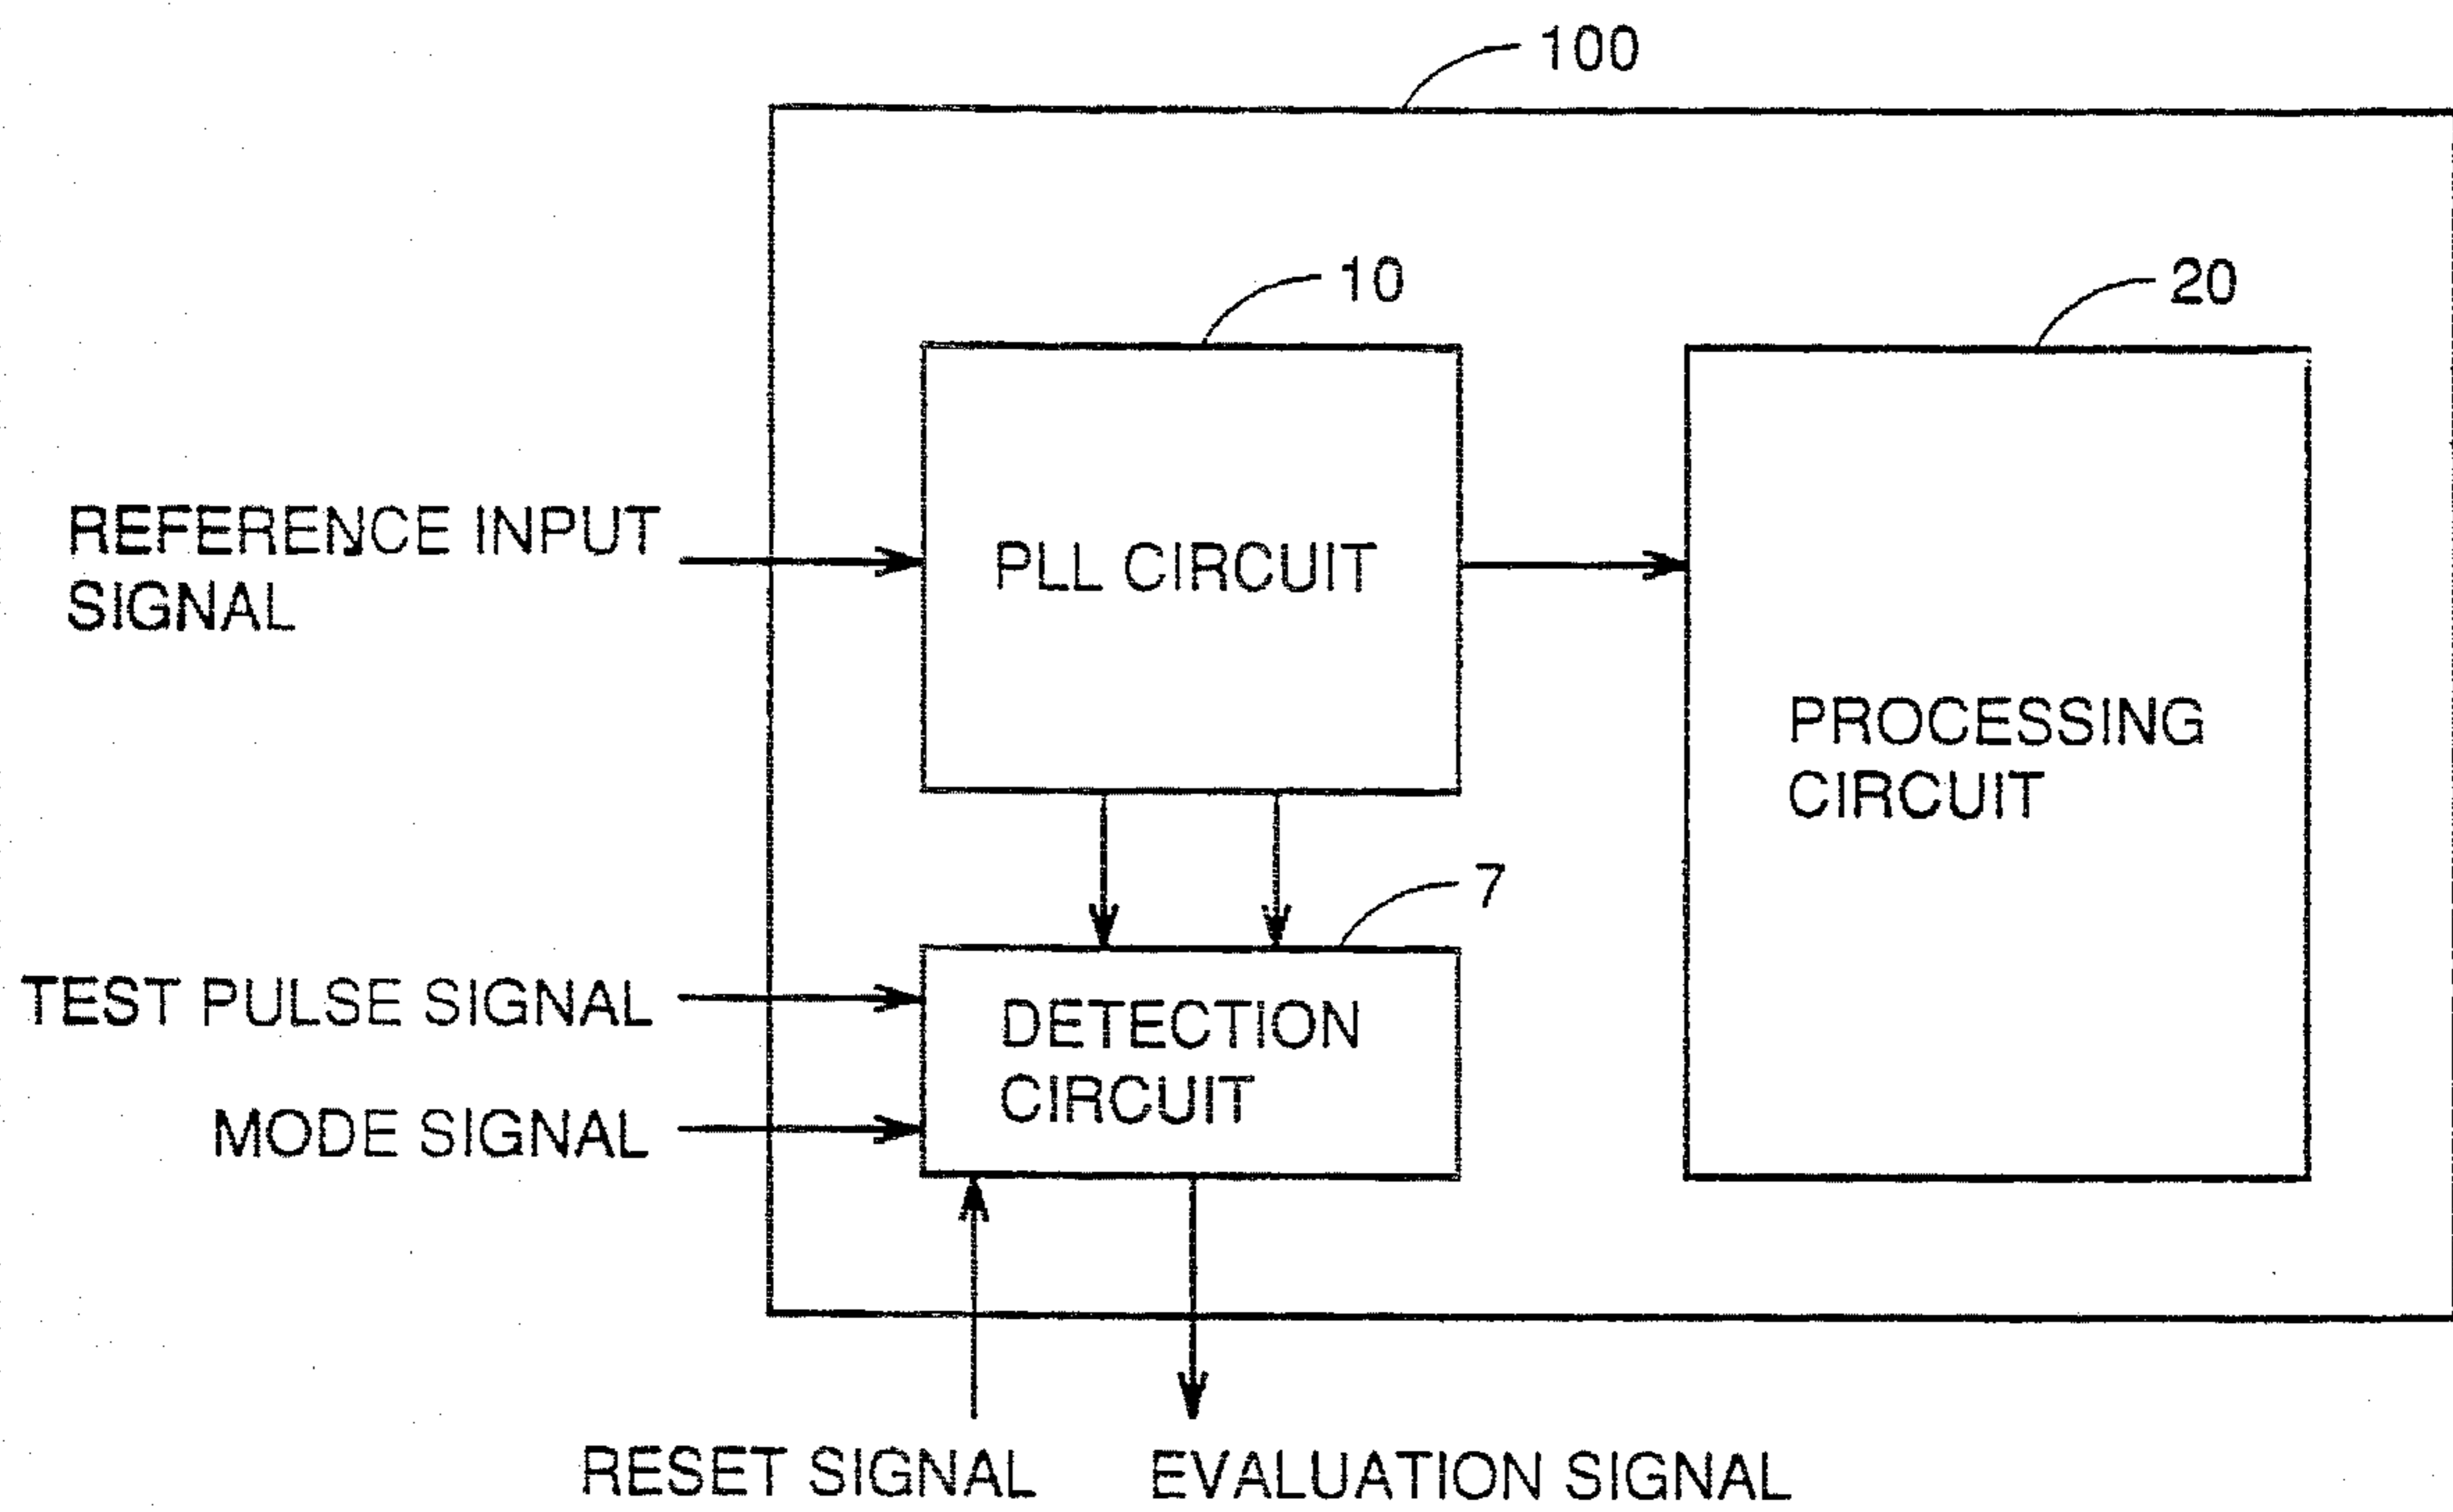 100
10
20
REFERENCE INPUT
SIGNAL
PLL CIRCUIT
PROCESSING
CIRCUIT
7
TEST PULSE SIGNAL
DETECTION
CIRCUIT
MODE SIGNAL
RESET SIGNAL
EVALUATION SIGNAL